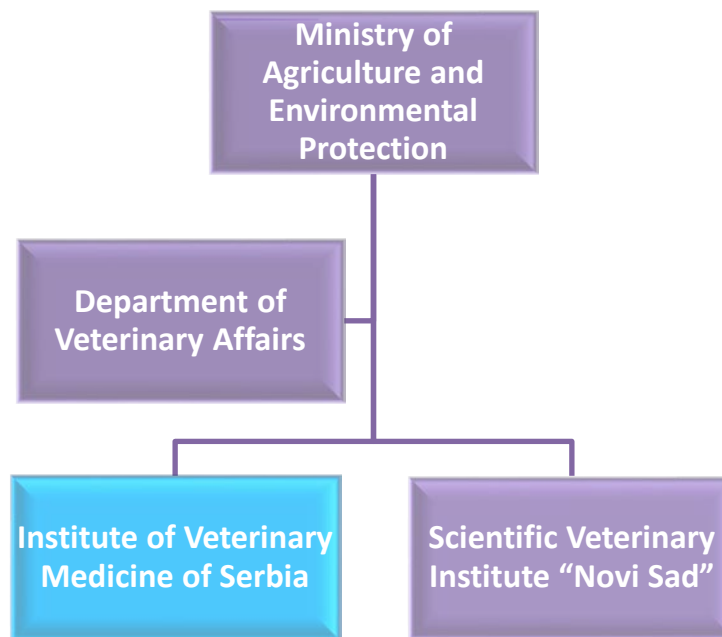 Ministry of
Agriculture and
Environmental
Protection
Department of
Veterinary Affairs
Institute of Veterinary
Medicine of Serbia
Scientific Veterinary
Institute “Novi Sad”